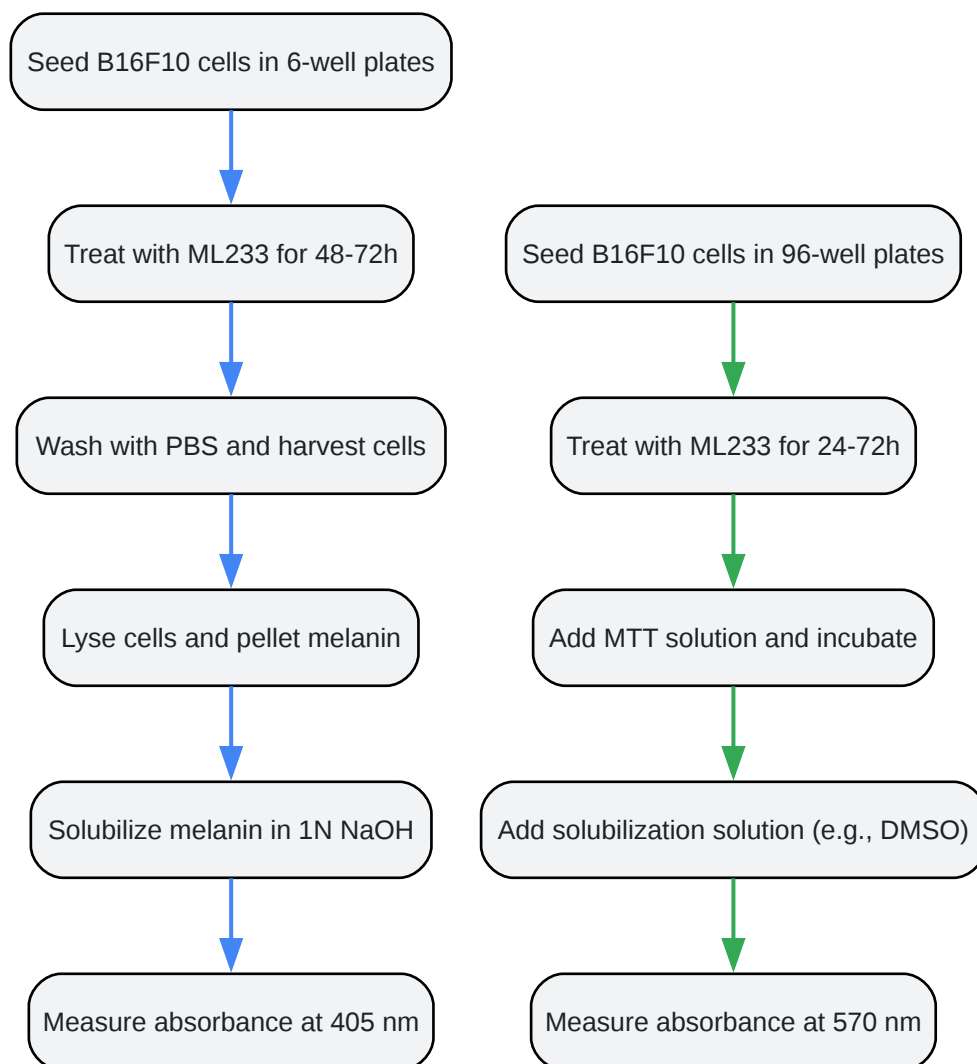 Seed B16F10 cells in 6-well plates
Treat with ML233 for 48-72h
Wash with PBS and harvest cells
Lyse cells and pellet melanin
Solubilize melanin in 1N NaOH
Measure absorbance at 405 nm
Seed B16F10 cells in 96-well plates
Treat with ML233 for 24-72h
Add MTT solution and incubate
Add solubilization solution (e.g., DMSO)
Measure absorbance at 570 nm